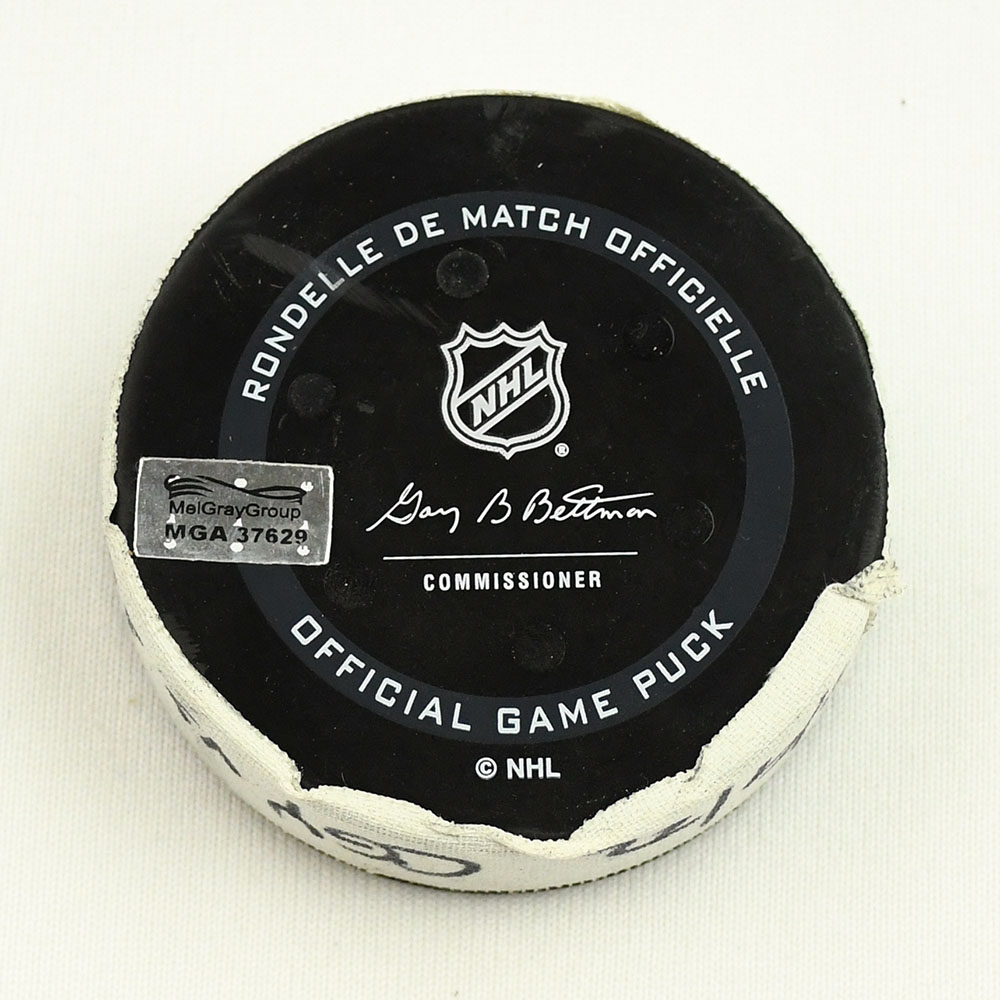 RONDELLE DE MATCH OFFICIELLE
NHL
®
MeiGrayGroup
MGA 37629
Gary B Bettman
COMMISSIONER
OFFICIAL GAME PUCK
© NHL